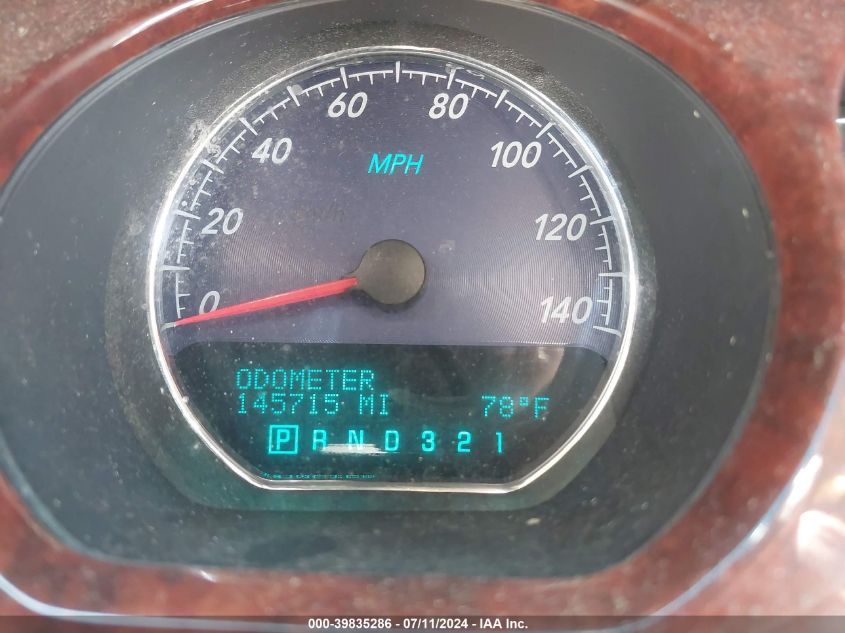 60 80
40 100
MPH
20 120
0 140
ODOMETER
145715 MI 78°F
P R N D 3 2 1
000-39835286 - 07/11/2024 - IAA Inc.